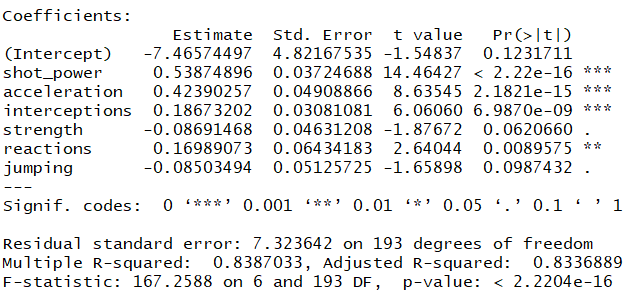 Coefficients:
                 Estimate  Std. Error  t value   Pr(>|t|)
(Intercept)   -7.46574497  4.82167535 -1.54837  0.1231711
shot_power     0.53874896  0.03724688 14.46427 < 2.22e-16 ***
acceleration   0.42390257  0.04908866  8.63545 2.1821e-15 ***
interceptions  0.18673202  0.03081081  6.06060 6.9870e-09 ***
strength      -0.08691468  0.04631208 -1.87672  0.0620660 .
reactions      0.16989073  0.06434183  2.64044  0.0089575 **
jumping       -0.08503494  0.05125725 -1.65898  0.0987432 .
---
Signif. codes:  0 ‘***’ 0.001 ‘**’ 0.01 ‘*’ 0.05 ‘.’ 0.1 ‘ ’ 1
Residual standard error: 7.323642 on 193 degrees of freedom
Multiple R-squared:  0.8387033, Adjusted R-squared:  0.8336889
F-statistic: 167.2588 on 6 and 193 DF,  p-value: < 2.2204e-16